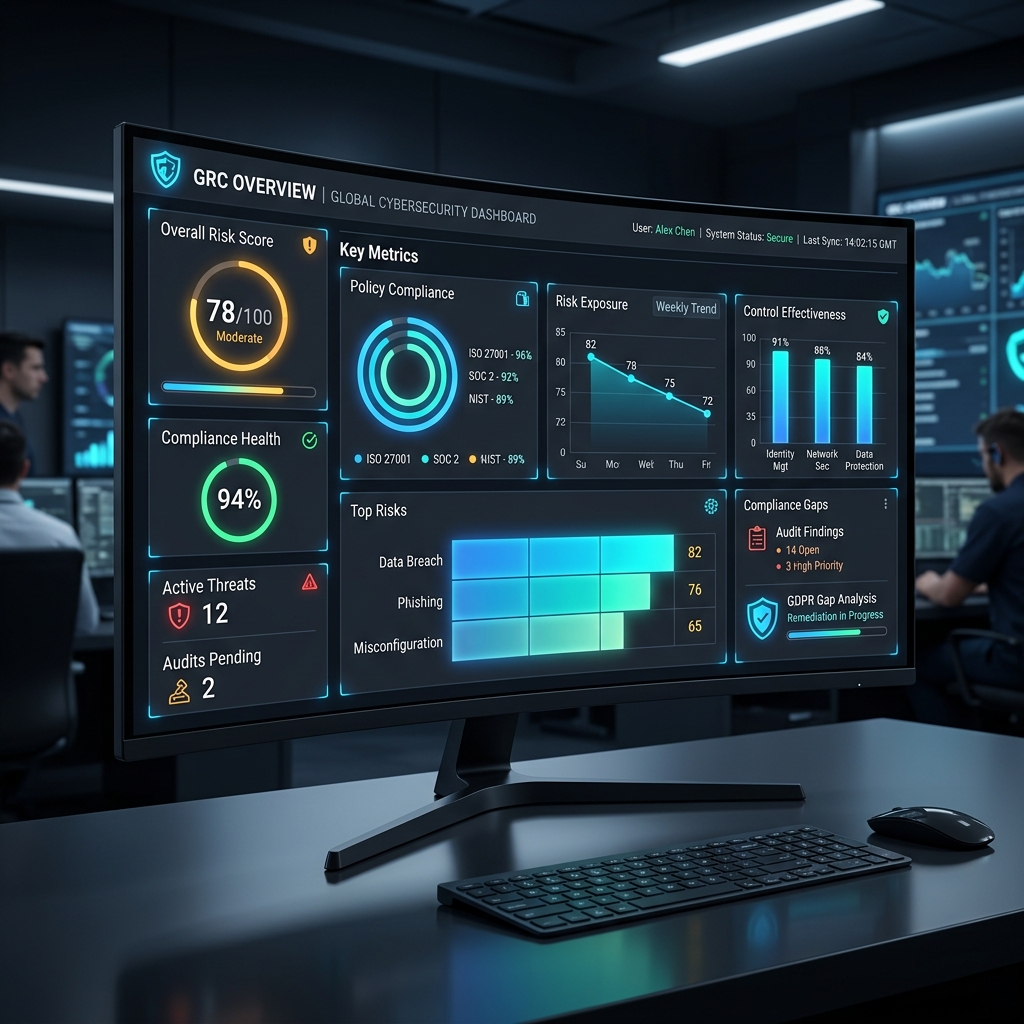 GRC OVERVIEW | GLOBAL CYBERSECURITY DASHBOARD
User: Alex Chen | System Status: Secure | Last Sync: 14:02:15 GMT
Overall Risk Score
78/100
Moderate
Compliance Health
94%
Active Threats
12
Audits Pending
2
Key Metrics
Policy Compliance
ISO 27001 - 96%
SOC 2 - 92%
NIST - 89%
ISO 27001 SOC 2 NIST - 89%
Risk Exposure
Weekly Trend
85
80
75
72
0
82
78
75
72
Su Mo Wek Thu Fr
Control Effectiveness
100
90
60
35
0
91%
88%
84%
Identity Mgt
Network Sec
Data Protection
Top Risks
Data Breach 82
Phishing 76
Misconfiguration 65
Compliance Gaps
Audit Findings
14 Open
3 High Priority
GDPR Gap Analysis
Remediation in Progress